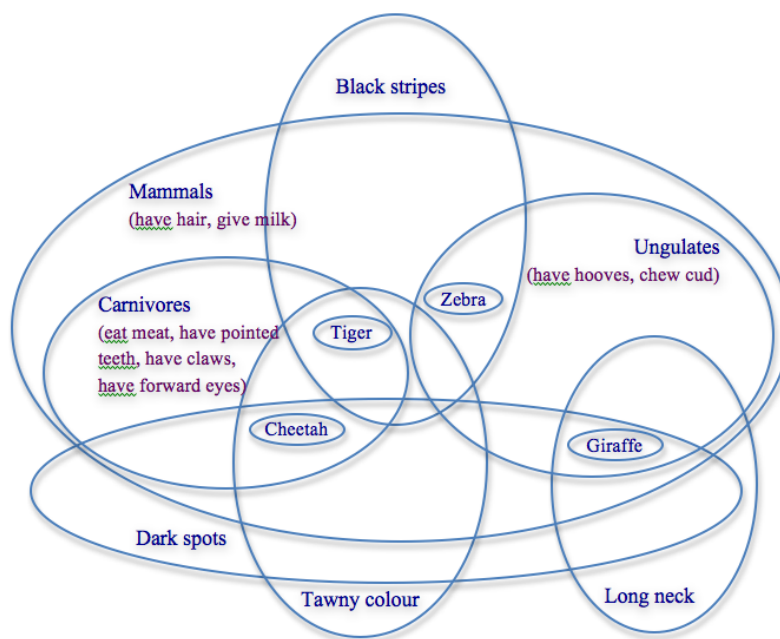 Black stripes
Mammals
(have hair, give milk)
Ungulates
(have hooves, chew cud)
Zebra
Carnivores
(eat meat, have pointed
teeth, have claws,
have forward eyes)
Tiger
Cheetah
Giraffe
Dark spots
Tawny colour
Long neck